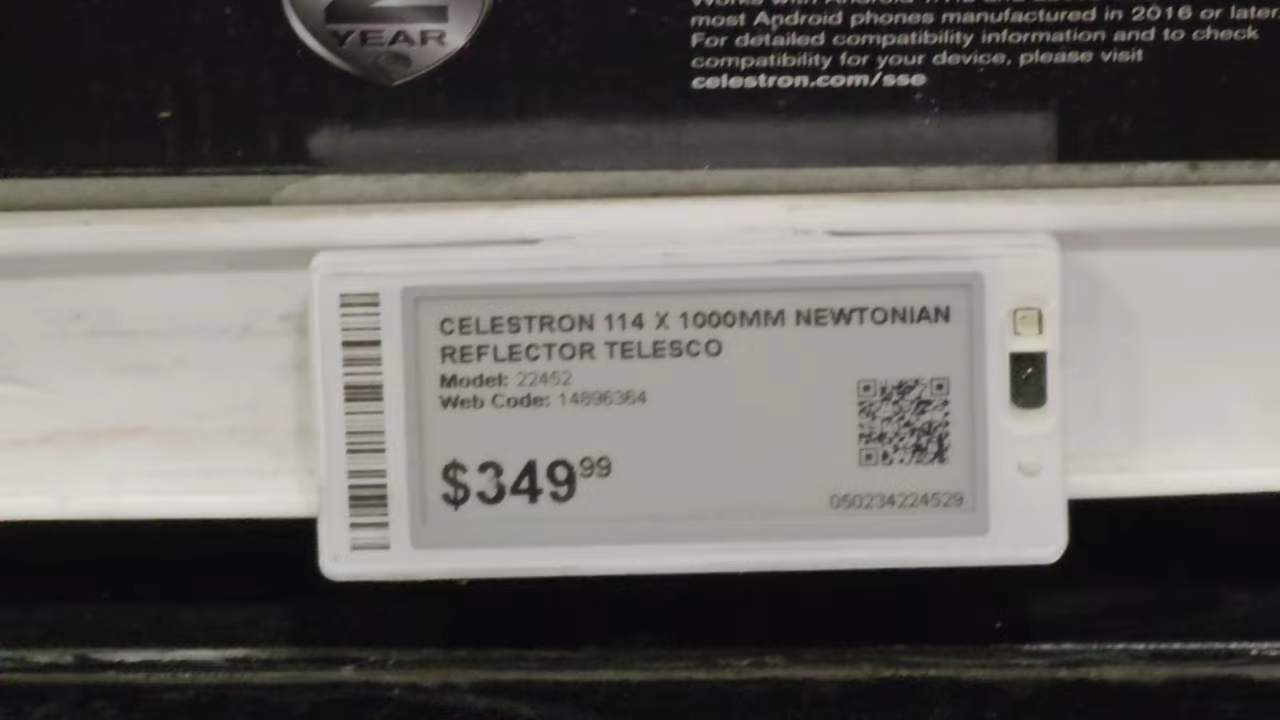 2
YEAR
most Android phones manufactured in 2016 or later
For detailed compatibility information and to check
compatibility for your device, please visit
celestron.com/sse
CELESTRON 114 X 1000MM NEWTONIAN
REFLECTOR TELESCO
Model: 22452
Web Code: 14896364
$349 99
050234224529